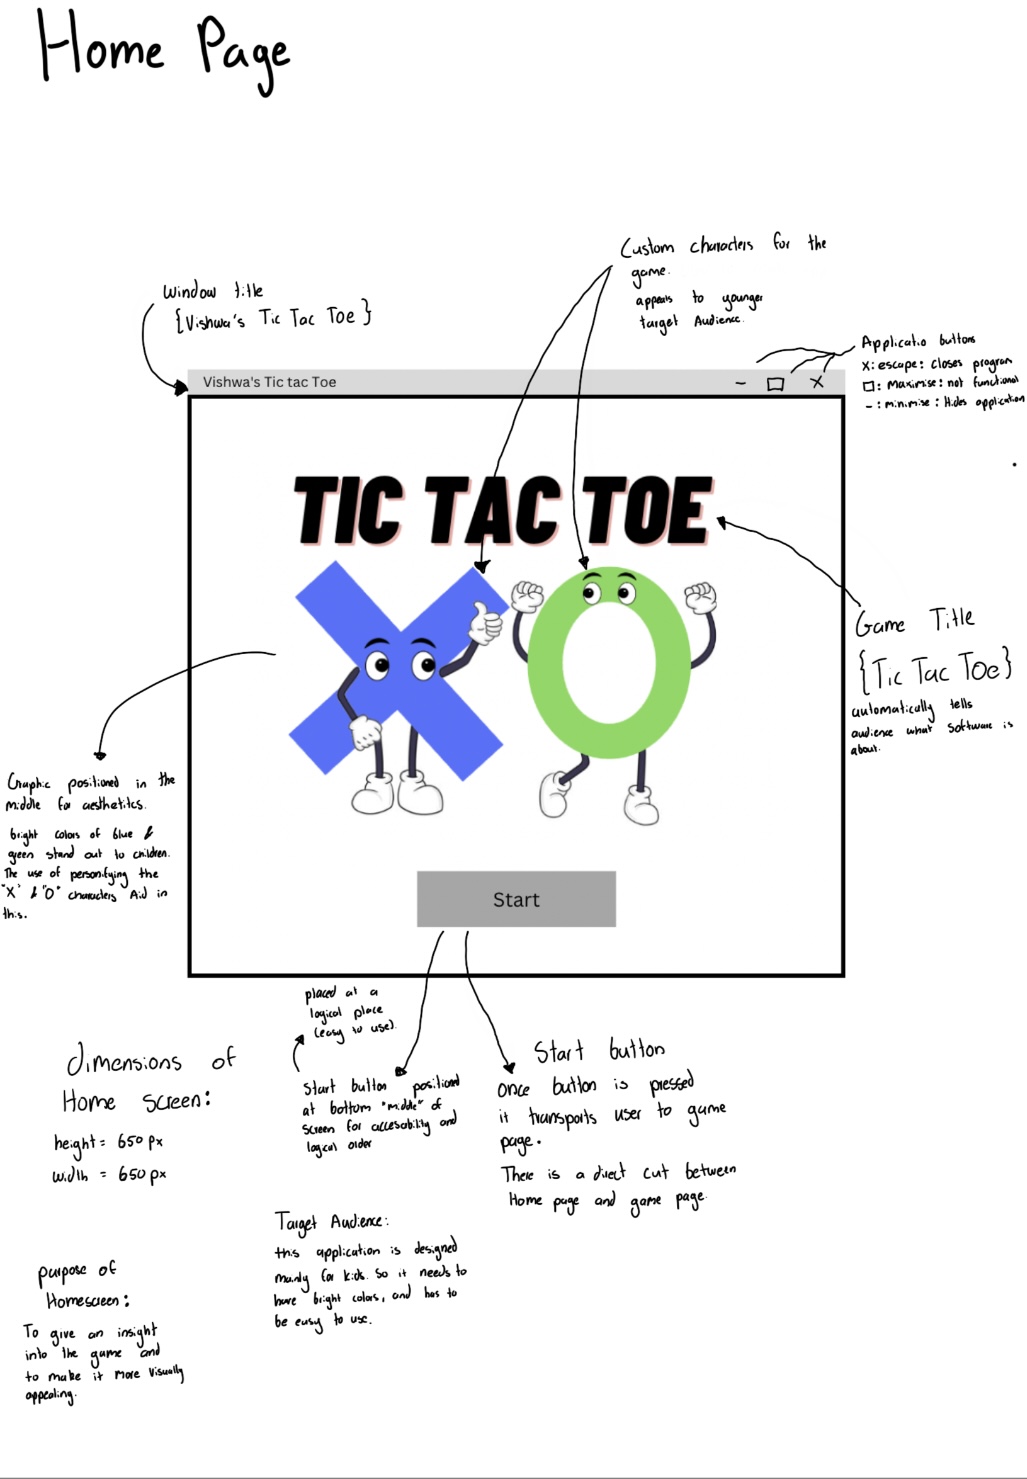 Home Page
Custom characters for the
game.
appeals to younger
target Audience.
Window title
{Vishwa's Tic Tac Toe}
Applicatio buttons
X: escape: closes program
□: Maximise: not functional
-: minimise: Hides application
Vishwa's Tic tac Toe
TIC TAC TOE
Game Title
{Tic Tac Toe}
automatically tells
audience what software is
about.
Graphic positioned in the
middle for aesthetitcs.
bright colors of blue &
green stand out to children.
The use of personifying the
"X" & "O" characters Aid in
this.
Start
placed at a
logical place
(easy to use).
Start button positioned
at bottom "middle" of
screen for accesability and
logical order
Start button
once button is pressed
it transports user to game
page.
There is a direct cut between
Home page and game page.
dimensions of
Home screen:
height = 650 px
width = 650 px
Target Audience:
this application is designed
mainly for kids. So it needs to
have bright colors, and has to
be easy to use.
purpose of
Homescreen:
To give an insight
into the game and
to make it more visually
appealing.